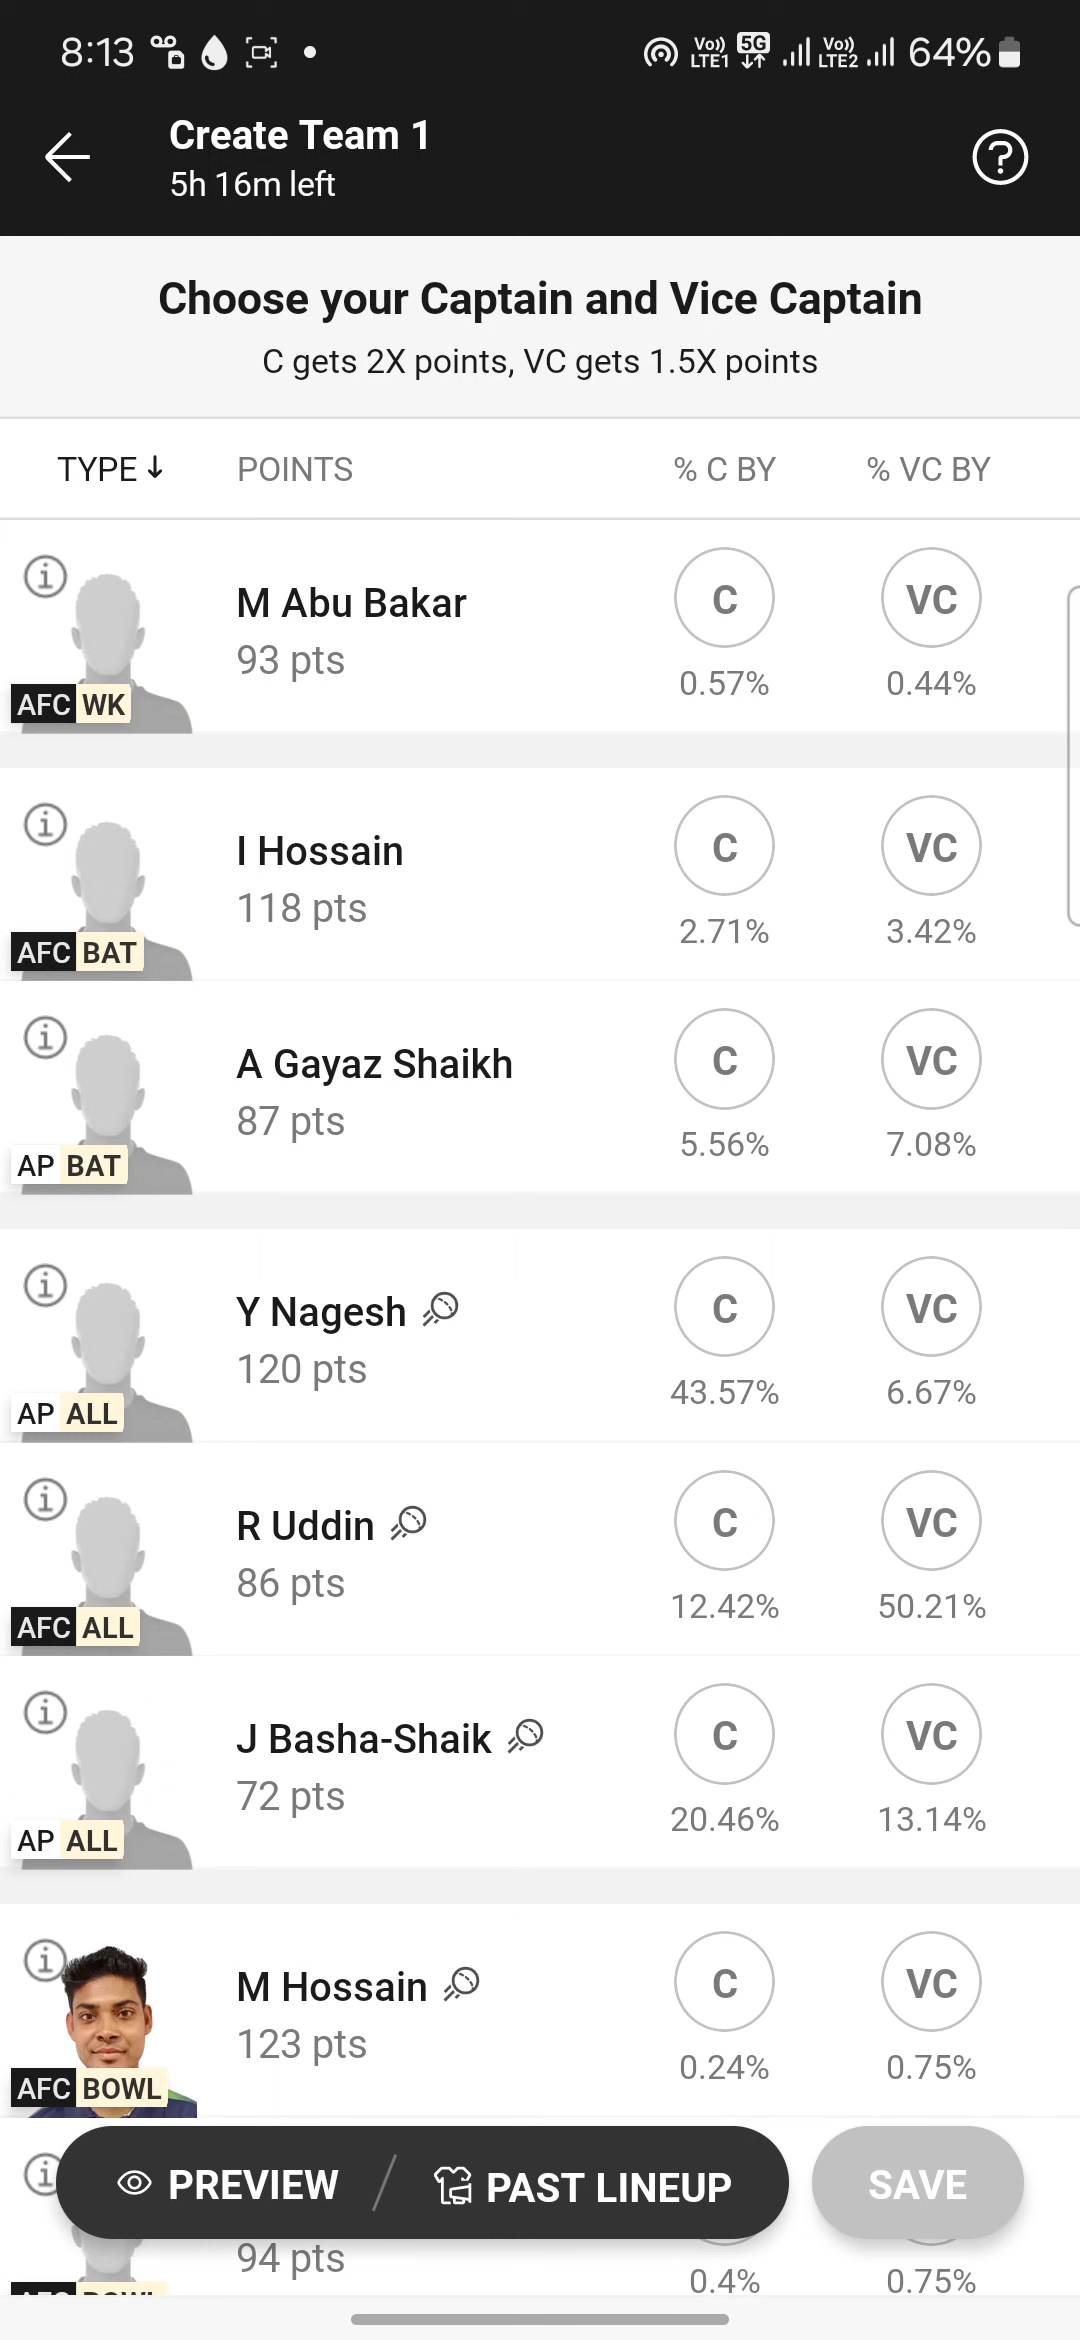 8:13
Vo)) LTE1 5G Vo)) LTE2 64%
Create Team 1
5h 16m left
Choose your Captain and Vice Captain
C gets 2X points, VC gets 1.5X points
TYPE ↓ POINTS % C BY % VC BY
M Abu Bakar C VC
93 pts 0.57% 0.44%
AFC WK
I Hossain C VC
118 pts 2.71% 3.42%
AFC BAT
A Gayaz Shaikh C VC
87 pts 5.56% 7.08%
AP BAT
Y Nagesh C VC
120 pts 43.57% 6.67%
AP ALL
R Uddin C VC
86 pts 12.42% 50.21%
AFC ALL
J Basha-Shaik C VC
72 pts 20.46% 13.14%
AP ALL
M Hossain C VC
123 pts 0.24% 0.75%
AFC BOWL
PREVIEW / PAST LINEUP SAVE
94 pts 0.4% 0.75%